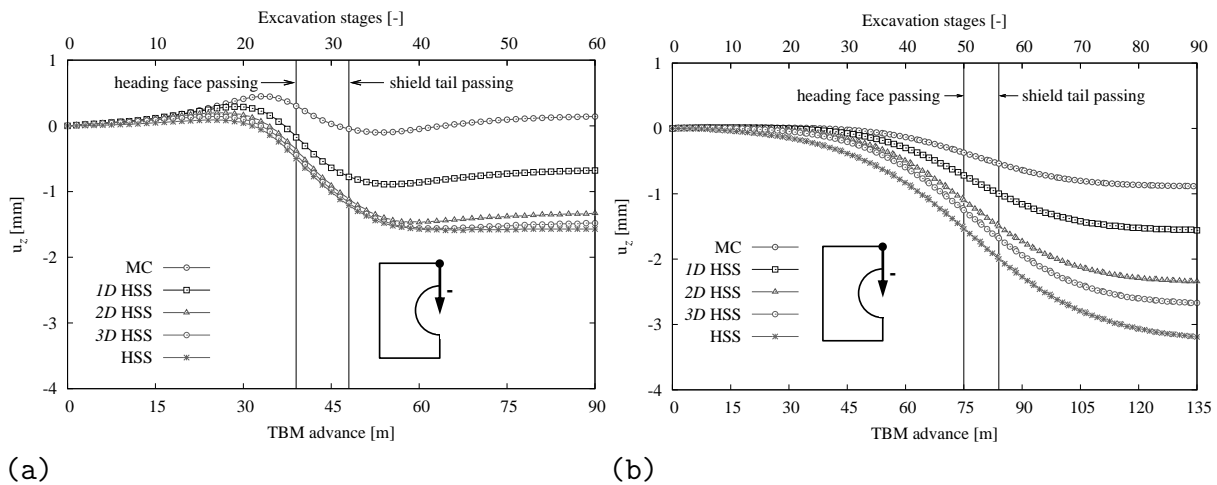 Excavation stages [-]
0 10 20 30 40 50 60
1
0
-1
-2
-3
-4
u_z [mm]
heading face passing
shield tail passing
MC
1D HSS
2D HSS
3D HSS
HSS
-
0 15 30 45 60 75 90
TBM advance [m]
(a)
Excavation stages [-]
0 10 20 30 40 50 60 70 80 90
1
0
-1
-2
-3
-4
u_z [mm]
heading face passing
shield tail passing
MC
1D HSS
2D HSS
3D HSS
HSS
-
0 15 30 45 60 75 90 105 120 135
TBM advance [m]
(b)